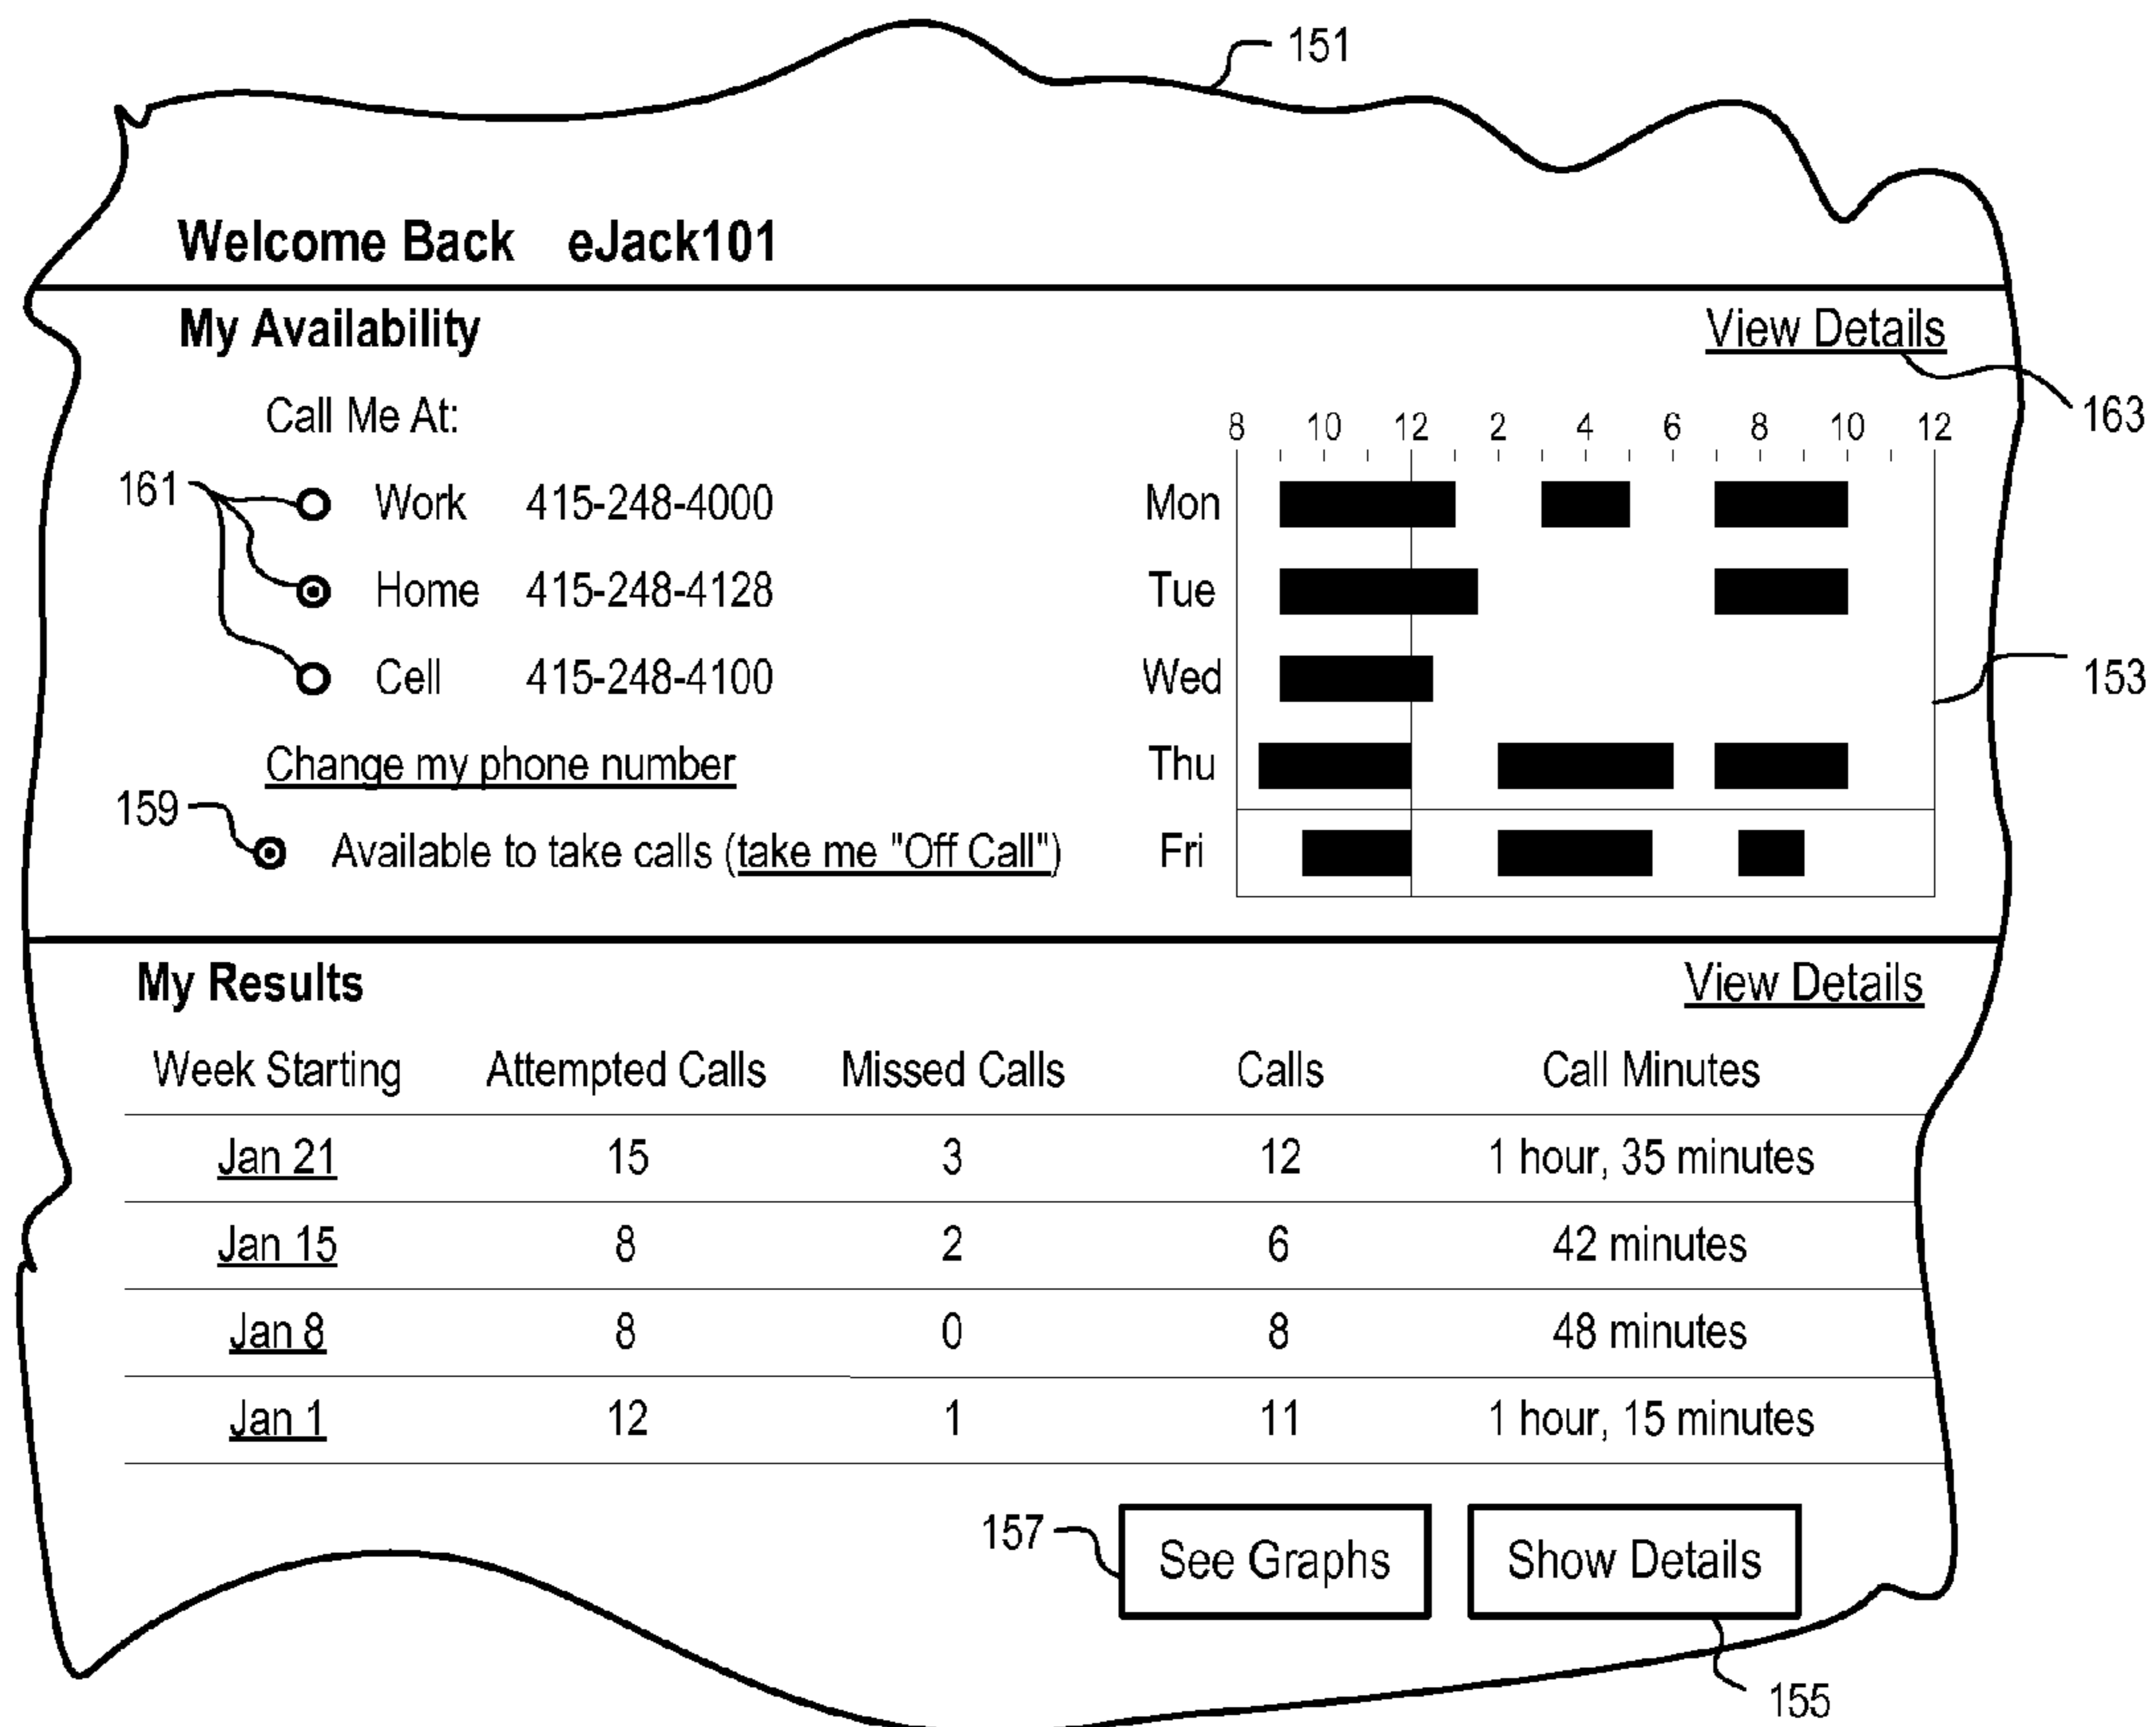 151
Welcome Back eJack101
My Availability
View Details
163
Call Me At:
8 10 12 2 4 6 8 10 12
161
Work 415-248-4000
Mon
Home 415-248-4128
Tue
Cell 415-248-4100
Wed
153
Change my phone number
Thu
159
Available to take calls (take me "Off Call")
Fri
My Results
View Details
Week Starting Attempted Calls Missed Calls Calls Call Minutes
Jan 21 15 3 12 1 hour, 35 minutes
Jan 15 8 2 6 42 minutes
Jan 8 8 0 8 48 minutes
Jan 1 12 1 11 1 hour, 15 minutes
157
See Graphs
Show Details
155